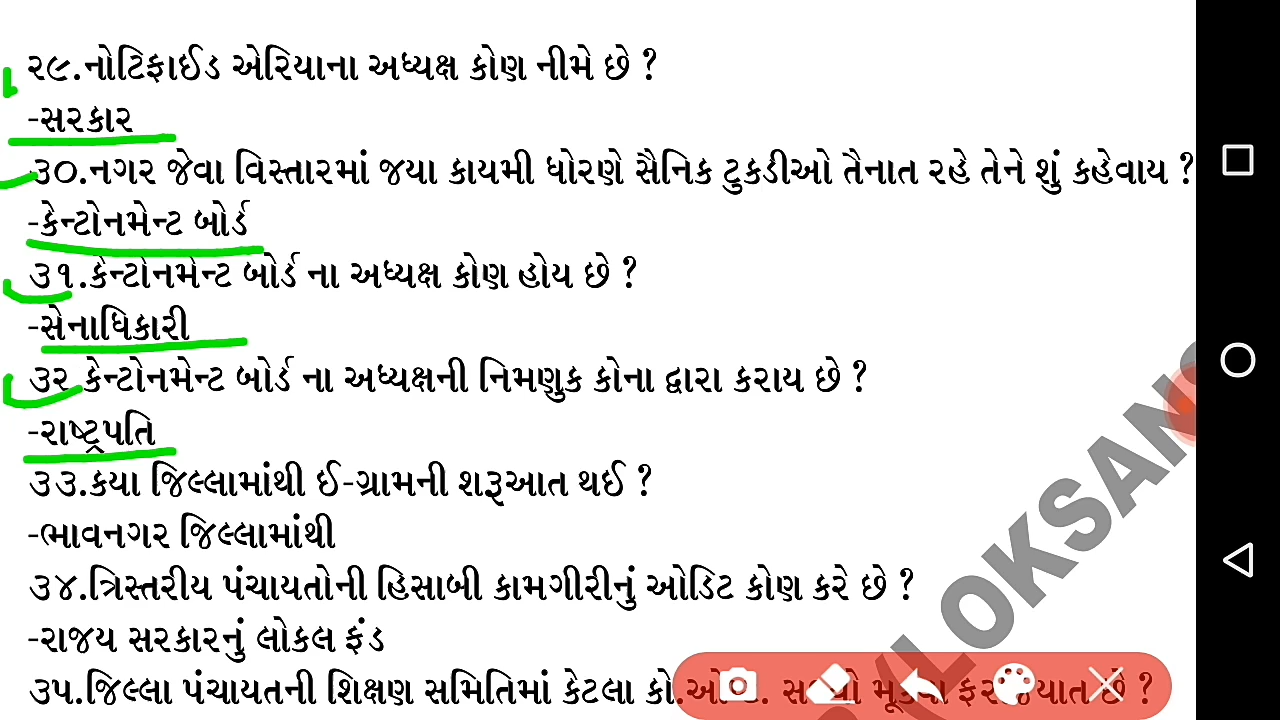 ૨૯.નોટિફાઈડ એરિયાના અધ્યક્ષ કોણ નીમે છે ?
-સરકાર
૩૦.નગર જેવા વિસ્તારમાં જયા કાયમી ધોરણે સૈનિક ટુકડીઓ તૈનાત રહે તેને શું કહેવાય ?
-કેન્ટોનમેન્ટ બોર્ડ
૩૧.કેન્ટોનમેન્ટ બોર્ડ ના અધ્યક્ષ કોણ હોય છે ?
-સેનાધિકારી
૩૨ કેન્ટોનમેન્ટ બોર્ડ ના અધ્યક્ષની નિમણુક કોના દ્વારા કરાય છે ?
-રાષ્ટ્રપતિ
૩૩.કયા જિલ્લામાંથી ઈ-ગ્રામની શરૂઆત થઈ ?
-ભાવનગર જિલ્લામાંથી
૩૪.ત્રિસ્તરીય પંચાયતોની હિસાબી કામગીરીનું ઓડિટ કોણ કરે છે ?
-રાજય સરકારનું લોકલ ફંડ
૩૫.જિલ્લા પંચાયતની શિક્ષણ સમિતિમાં કેટલા છે ?
LOKSANS